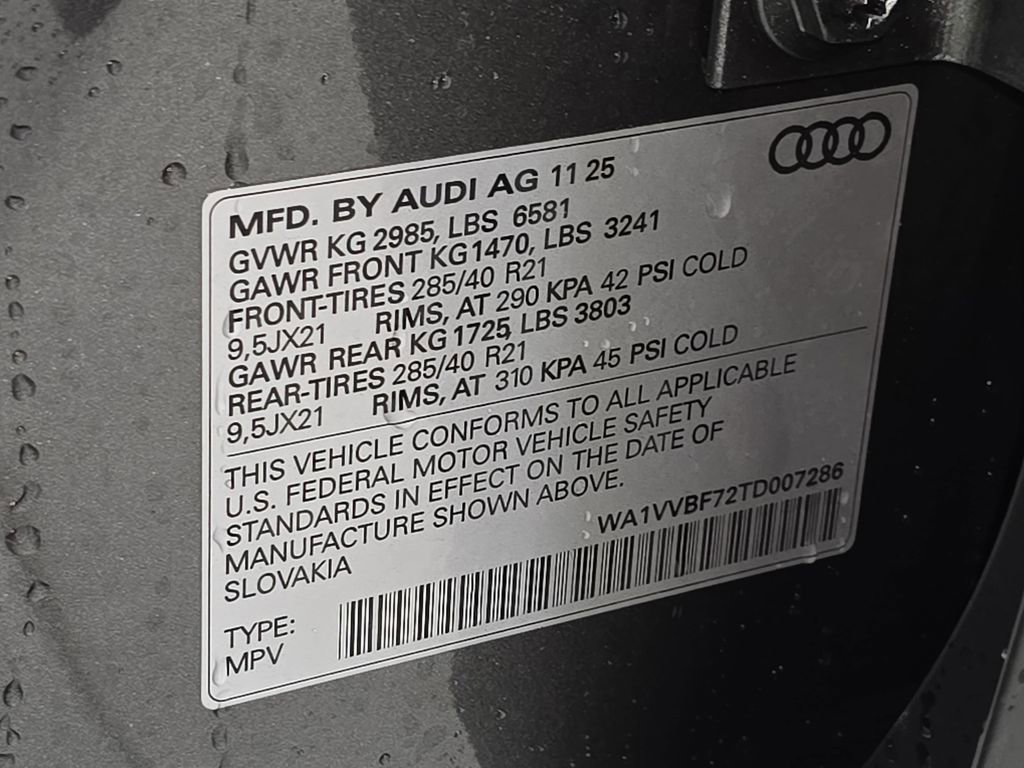 MFD. BY AUDI AG 11 25
GVWR KG 2985, LBS 6581
GAWR FRONT KG1470, LBS 3241
FRONT-TIRES 285/40 R21
9,5JX21 RIMS, AT 290 KPA 42 PSI COLD
GAWR REAR KG 1725, LBS 3803
REAR-TIRES 285/40 R21
9,5JX21 RIMS, AT 310 KPA 45 PSI COLD
THIS VEHICLE CONFORMS TO ALL APPLICABLE
U.S. FEDERAL MOTOR VEHICLE SAFETY
STANDARDS IN EFFECT ON THE DATE OF
MANUFACTURE SHOWN ABOVE.
SLOVAKIA
WA1VVBF72TD007286
TYPE:
MPV